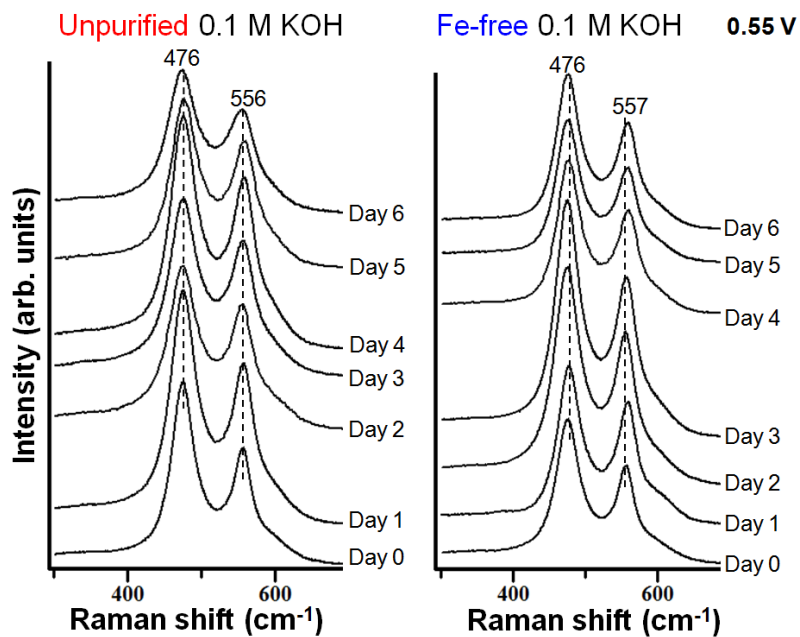 Unpurified 0.1 M KOH
Fe-free 0.1 M KOH
0.55 V
476
556
Day 6
Day 5
Day 4
Day 3
Day 2
Day 1
Day 0
Intensity (arb. units)
400
600
Raman shift (cm-1)
476
557
Day 6
Day 5
Day 4
Day 3
Day 2
Day 1
Day 0
400
600
Raman shift (cm-1)